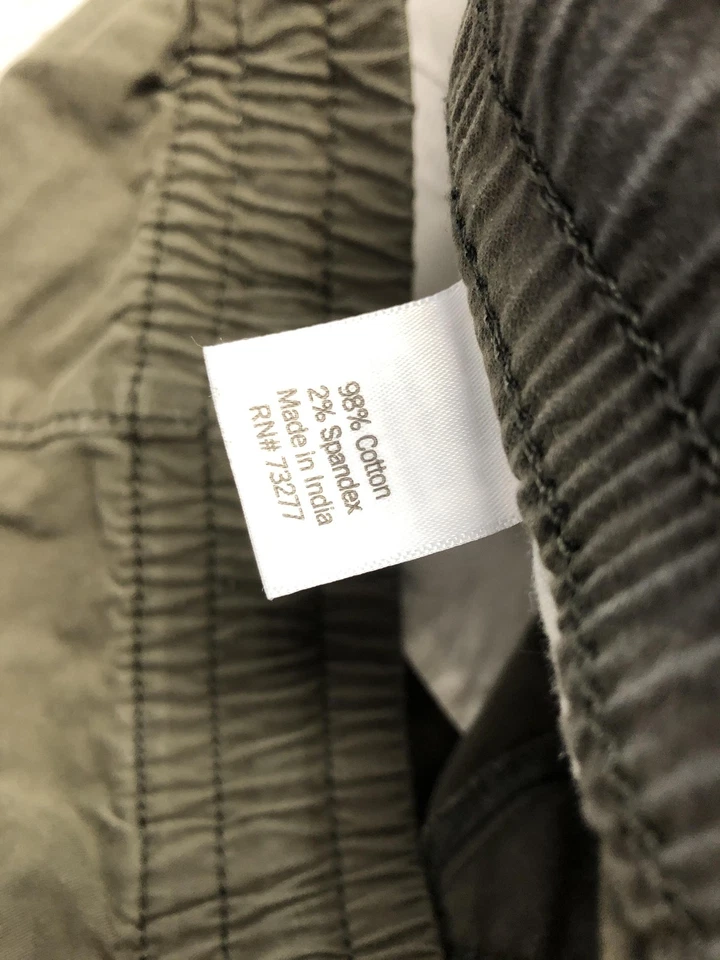 98% Cotton
2% Spandex
Made in India
RN# 73277